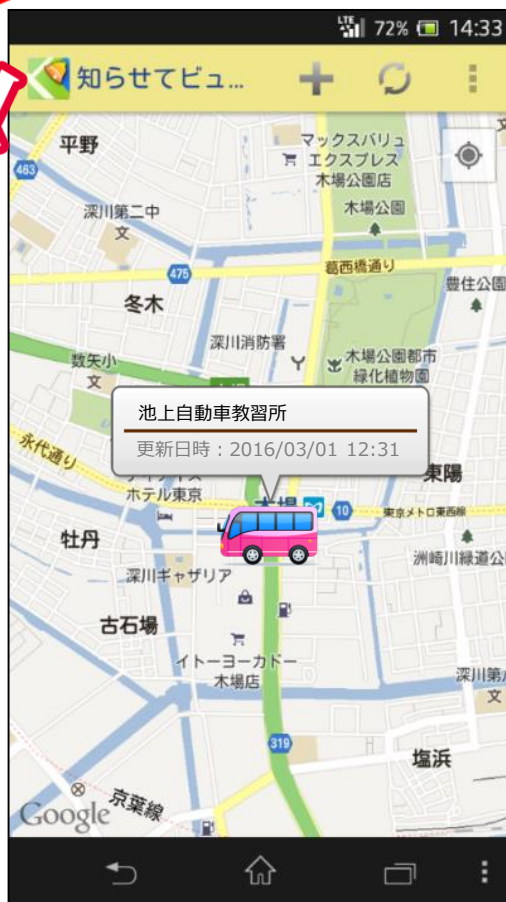 LTE 72% 14:33
知らせてビュ...
平野
マックスバリュ
エクスプレス
木場公園店
463
深川第二中
文
木場公園
葛西橋通り
475
豊住公園
冬木
深川消防署
数矢小
文
木場公園都市
緑化植物園
池上自動車教習所
更新日時:2016/03/01 12:31
永代通り
東陽
ホテル東京
木場
10
東京メトロ東西線
牡丹
洲崎川緑道公
深川ギャザリア
古石場
イトーヨーカドー
木場店
深川第八
文
319
塩浜
京葉線
Google